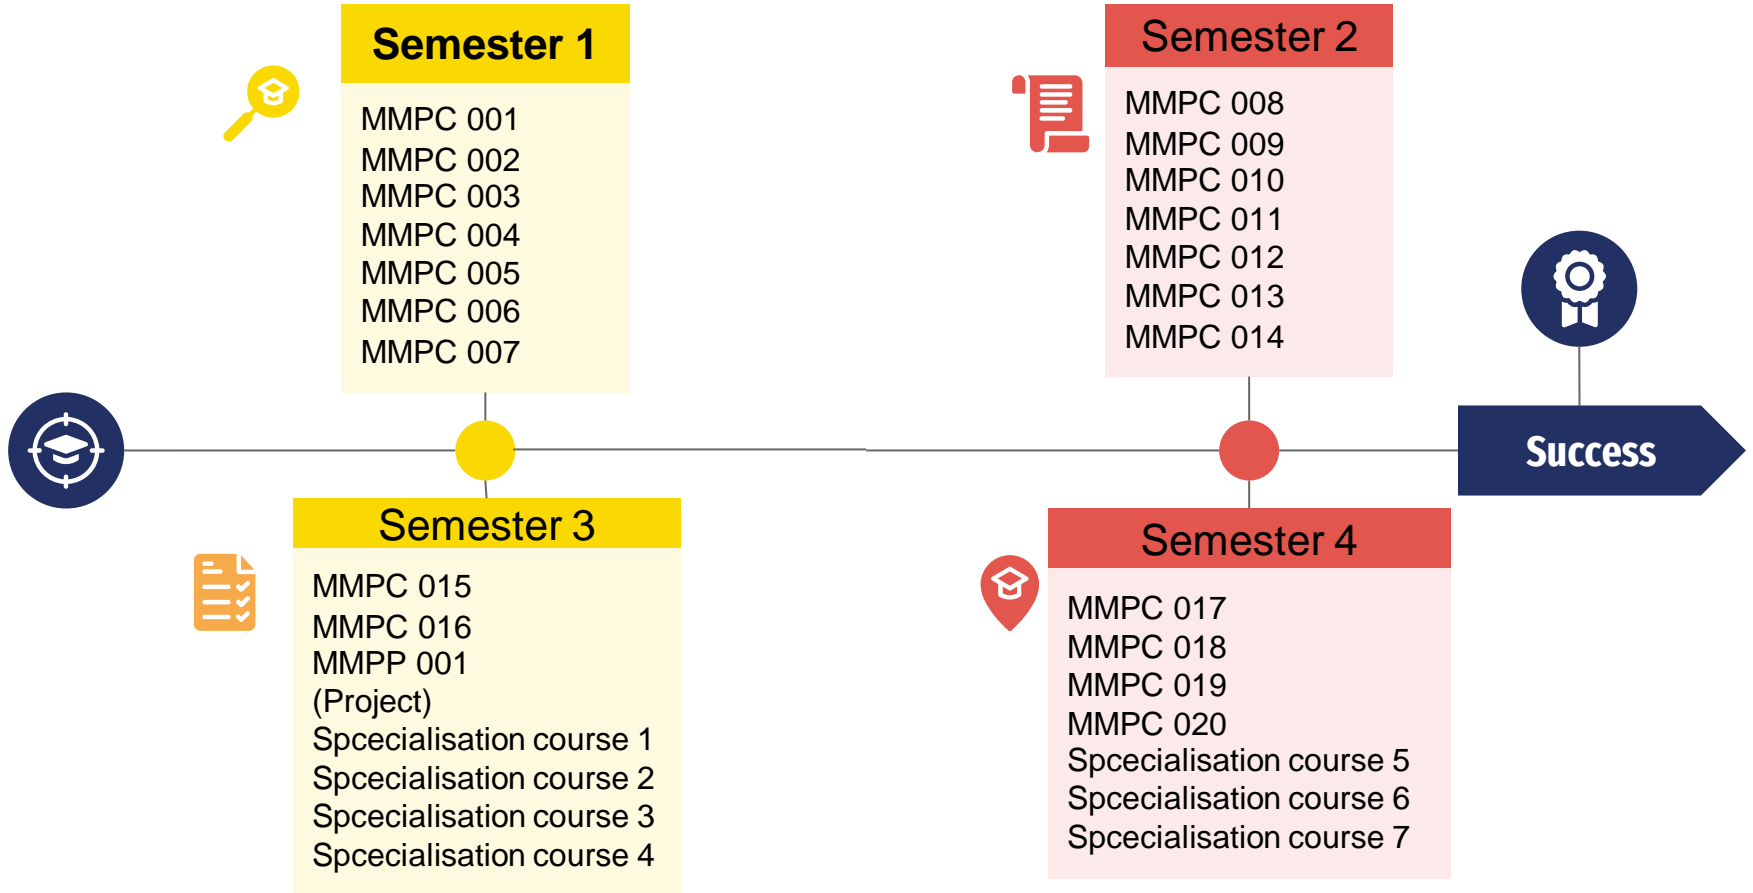 Semester 1
MMPC 001
MMPC 002
MMPC 003
MMPC 004
MMPC 005
MMPC 006
MMPC 007
Semester 2
MMPC 008
MMPC 009
MMPC 010
MMPC 011
MMPC 012
MMPC 013
MMPC 014
Success
Semester 3
MMPC 015
MMPC 016
MMPP 001
(Project)
Spcecialisation course 1
Spcecialisation course 2
Spcecialisation course 3
Spcecialisation course 4
Semester 4
MMPC 017
MMPC 018
MMPC 019
MMPC 020
Spcecialisation course 5
Spcecialisation course 6
Spcecialisation course 7